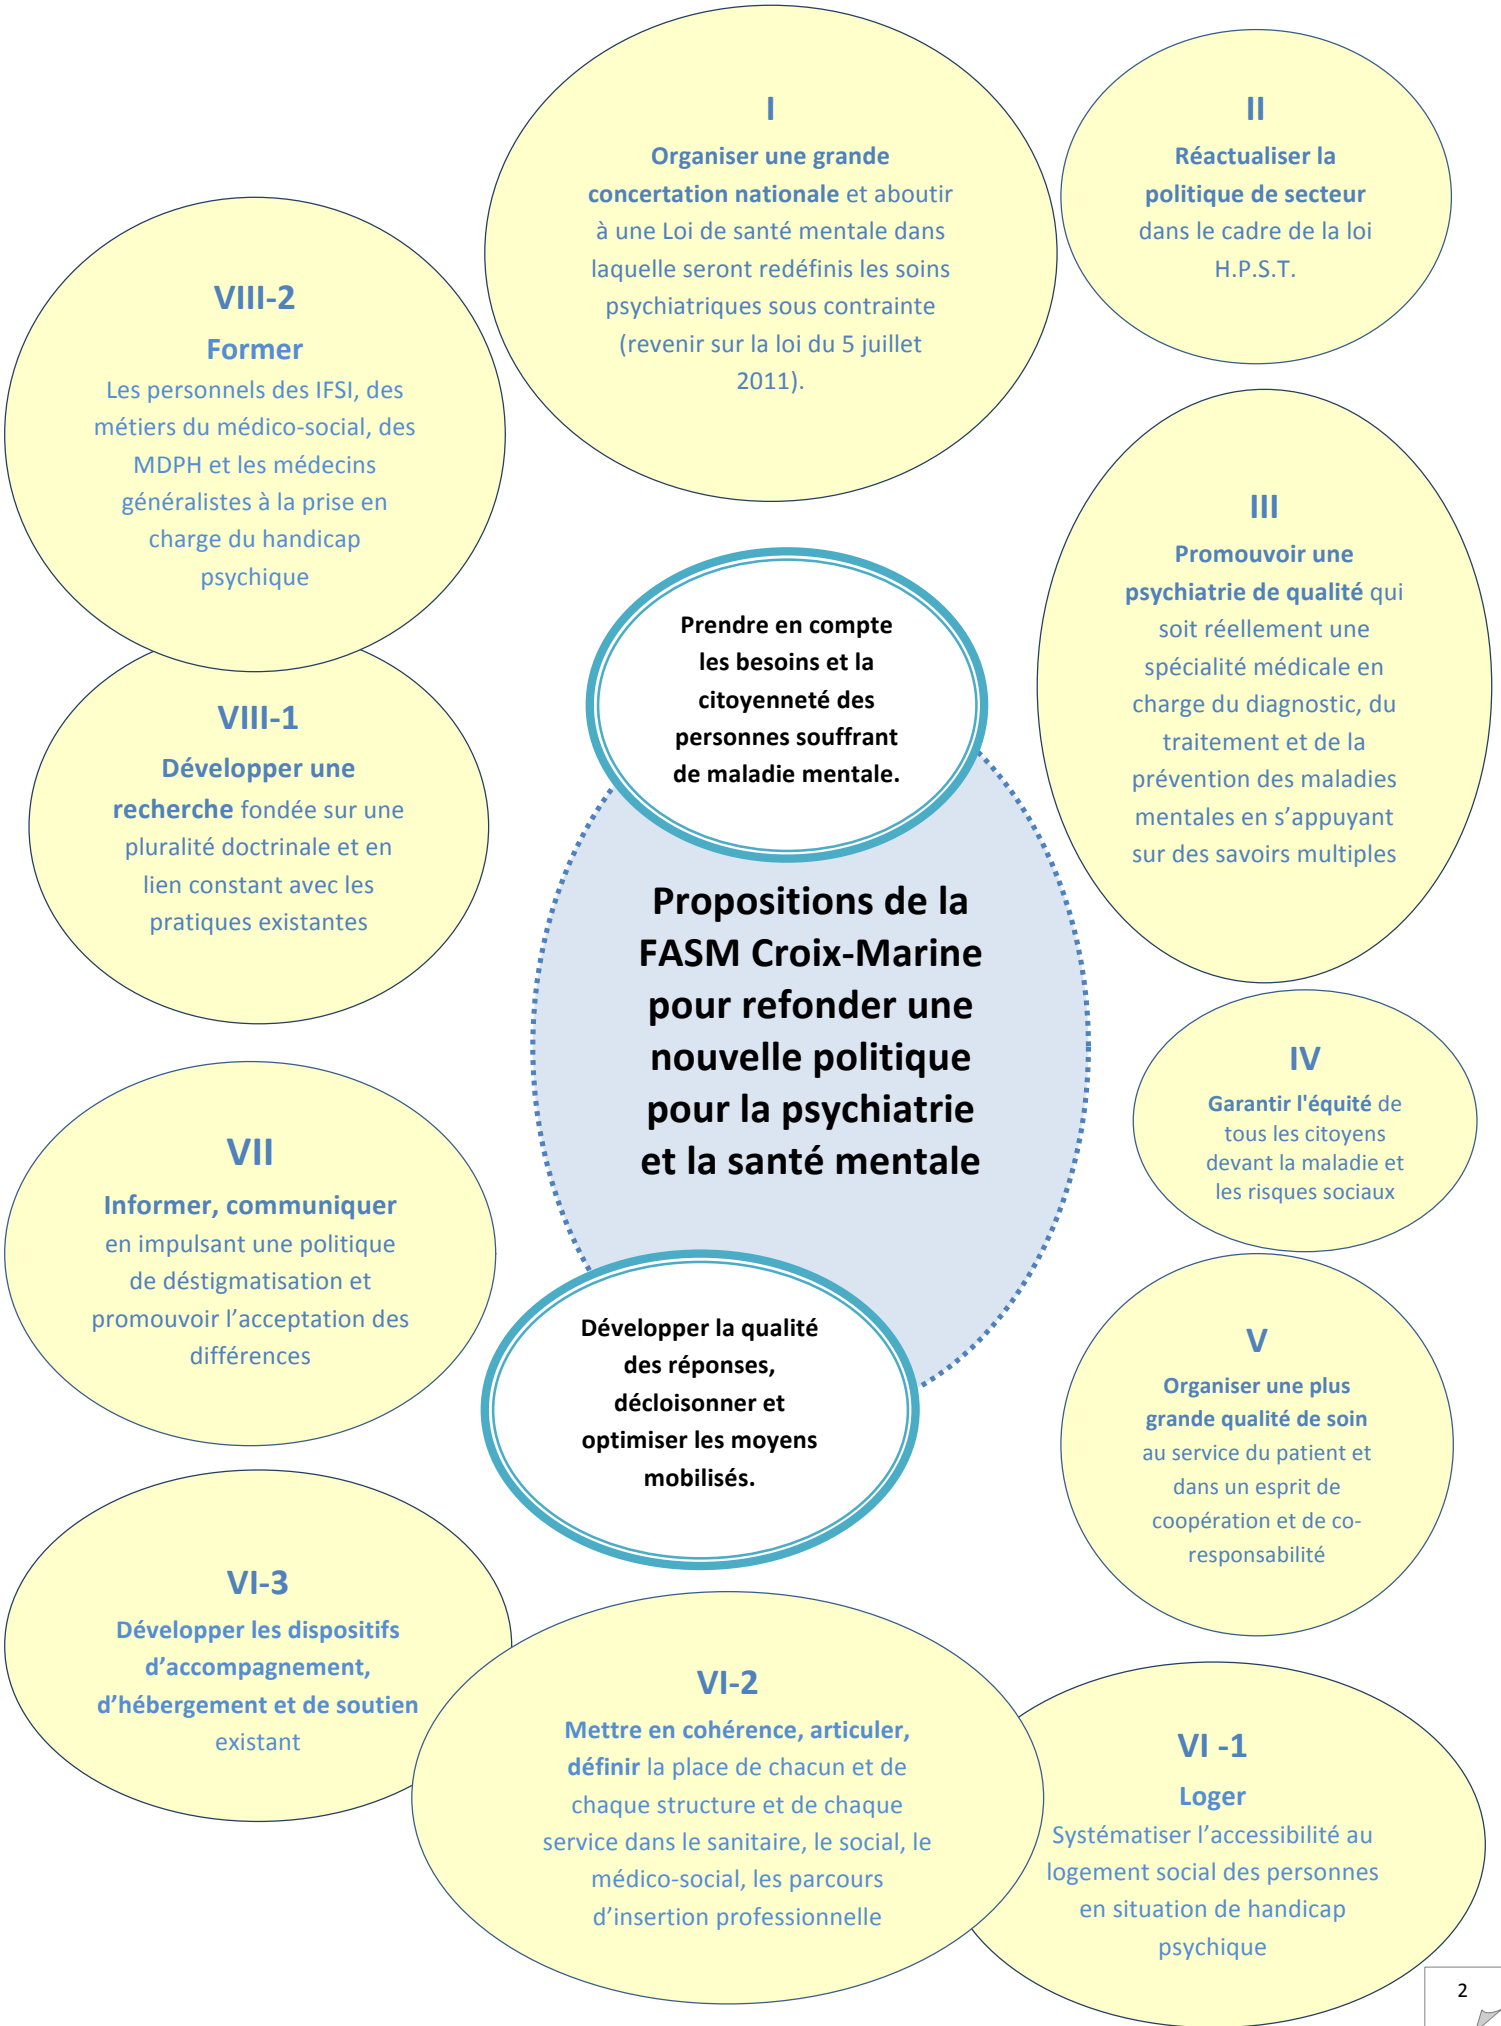 I
Organiser une grande
concertation nationale et aboutir
à une Loi de santé mentale dans
laquelle seront redéfinis les soins
psychiatriques sous contrainte
(revenir sur la loi du 5 juillet
2011).
II
Réactualiser la
politique de secteur
dans le cadre de la loi
H.P.S.T.
III
Promouvoir une
psychiatrie de qualité qui
soit réellement une
spécialité médicale en
charge du diagnostic, du
traitement et de la
prévention des maladies
mentales en s’appuyant
sur des savoirs multiples
IV
Garantir l'équité de
tous les citoyens
devant la maladie et
les risques sociaux
V
Organiser une plus
grande qualité de soin
au service du patient et
dans un esprit de
coopération et de co-
responsabilité
VI -1
Loger
Systématiser l’accessibilité au
logement social des personnes
en situation de handicap
psychique
VI-2
Mettre en cohérence, articuler,
définir la place de chacun et de
chaque structure et de chaque
service dans le sanitaire, le social, le
médico-social, les parcours
d’insertion professionnelle
VI-3
Développer les dispositifs
d’accompagnement,
d’hébergement et de soutien
existant
VII
Informer, communiquer
en impulsant une politique
de déstigmatisation et
promouvoir l’acceptation des
différences
VIII-1
Développer une
recherche fondée sur une
pluralité doctrinale et en
lien constant avec les
pratiques existantes
VIII-2
Former
Les personnels des IFSI, des
métiers du médico-social, des
MDPH et les médecins
généralistes à la prise en
charge du handicap
psychique
Prendre en compte
les besoins et la
citoyenneté des
personnes souffrant
de maladie mentale.
Propositions de la
FASM Croix-Marine
pour refonder une
nouvelle politique
pour la psychiatrie
et la santé mentale
Développer la qualité
des réponses,
décloisonner et
optimiser les moyens
mobilisés.
2